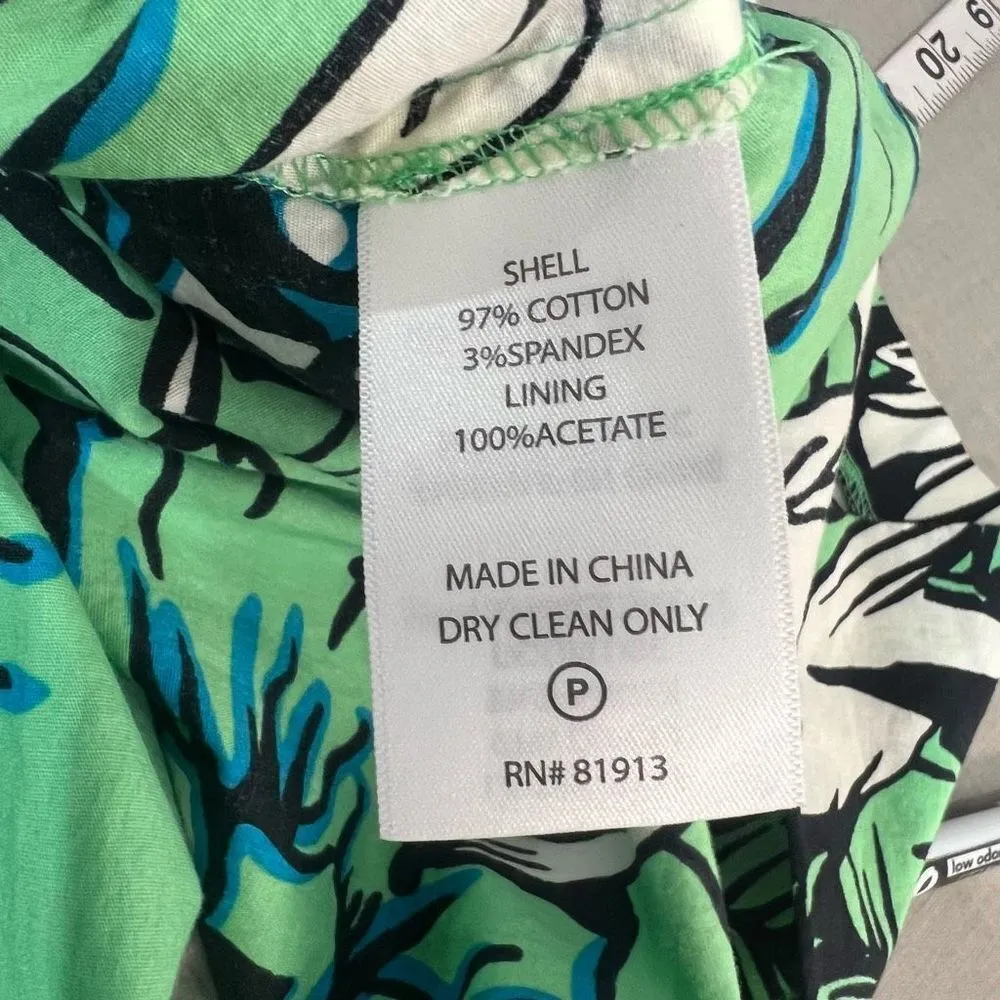 20
9
SHELL
97% COTTON
3%SPANDEX
LINING
100%ACETATE
MADE IN CHINA
DRY CLEAN ONLY
P
RN# 81913
low odo